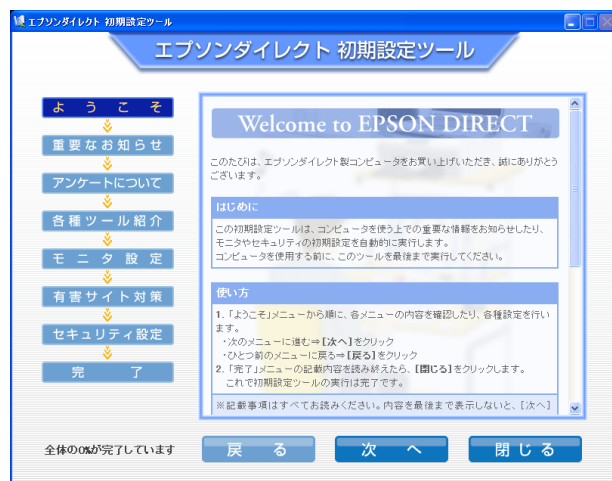 エプソンダイレクト 初期設定ツール
エプソンダイレクト 初期設定ツール
ようこそ
重要なお知らせ
アンケートについて
各種ツール紹介
モニタ設定
有害サイト対策
セキュリティ設定
完了
Welcome to EPSON DIRECT
このたびは、エプソンダイレクト製コンピュータをお買い上げいただき、誠にありがとう
ございます。
はじめに
この初期設定ツールは、コンピュータを使う上での重要な情報をお知らせしたり、
モニタやセキュリティの初期設定を自動的に実行します。
コンピュータを使用する前に、このツールを最後まで実行してください。
使い方
1．「ようこそ」メニューから順に、各メニューの内容を確認したり、各種設定を行い
ます。
・次のメニューに進む⇒[次へ]をクリック
・ひとつ前のメニューに戻る⇒[戻る]をクリック
2．「完了」メニューの記載内容を読み終えたら、[閉じる]をクリックします。
これで初期設定ツールの実行は完了です。
※記載事項はすべてお読みください。内容を最後まで表示しないと、[次へ]
全体の0%が完了しています
戻る
次へ
閉じる